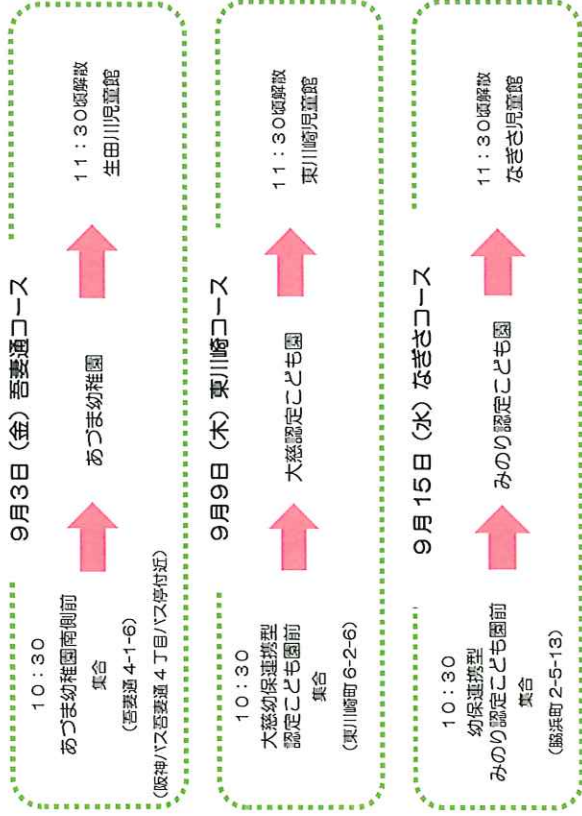 9月3日（金）吾妻通コース
10：30
あづま幼稚園南側前
集合
（吾妻通 4-1-6）
（阪神バス吾妻通 4 丁目バス停付近）
あづま幼稚園
11：30頃解散
生田川児童館
9月9日（木）東川崎コース
10：30
大慈幼保連携型
認定こども園前
集合
（東川崎町 6-2-6）
大慈認定こども園
11：30頃解散
東川崎児童館
9月15日（水）なぎさコース
10：30
幼保連携型
みのり認定こども園前
集合
（脇浜町 2-5-13）
みのり認定こども園
11：30頃解散
なぎさ児童館